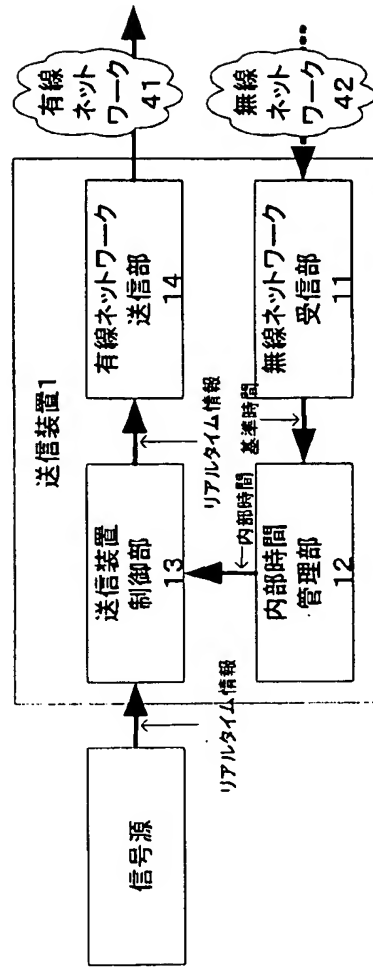 信号源
リアルタイム情報
送信装置1
送信装置
制御部
13
リアルタイム情報
有線ネットワーク
送信部
14
有線
ネット
ワーク
41
内部時間
管理部
12
内部時間
基準時間
無線ネットワーク
受信部
11
無線
ネット
ワーク
42